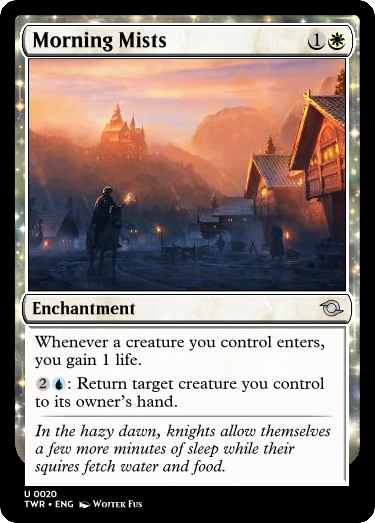 Morning Mists 1
Enchantment
Whenever a creature you control enters,
you gain 1 life.
2 : Return target creature you control
to its owner's hand.
In the hazy dawn, knights allow themselves
a few more minutes of sleep while their
squires fetch water and food.
U 0020
TWR • ENG Wojtek Fus